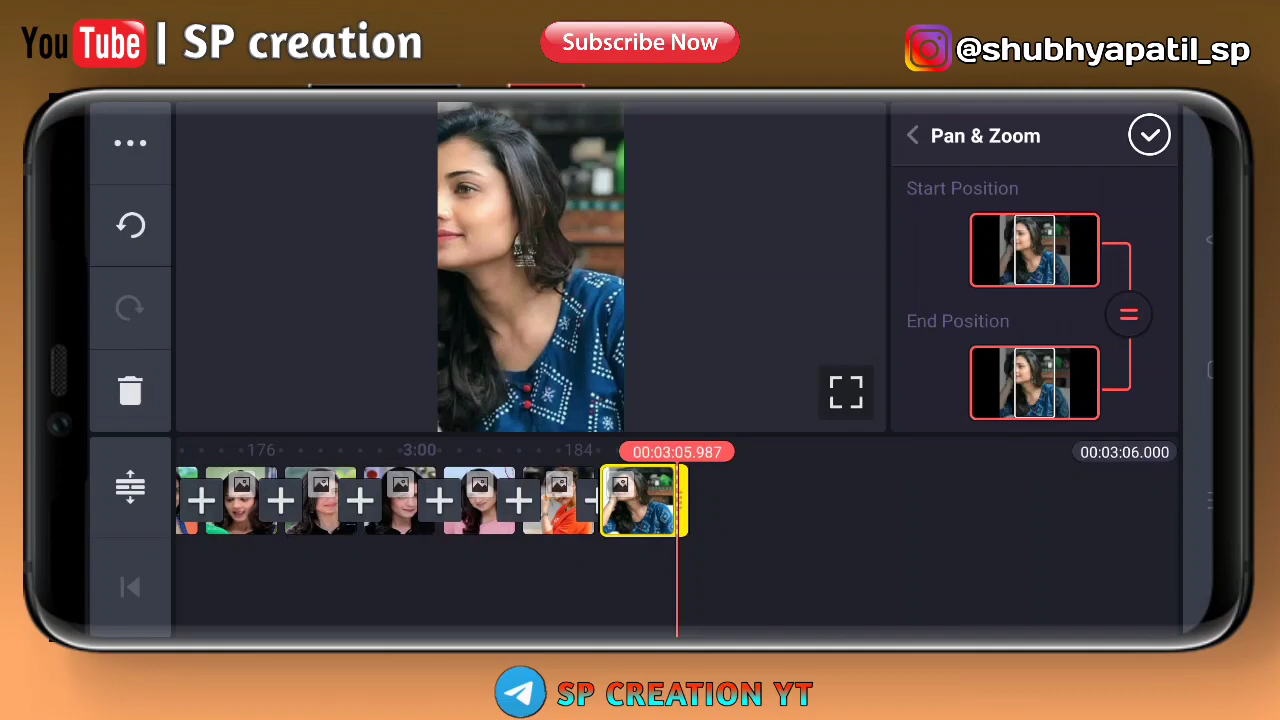 YouTube | SP creation
Subscribe Now
@shubhyapatil_sp
Pan & Zoom
Start Position
End Position
176
3:00
184
00:03:05.987
00:03:06.000
SP CREATION YT